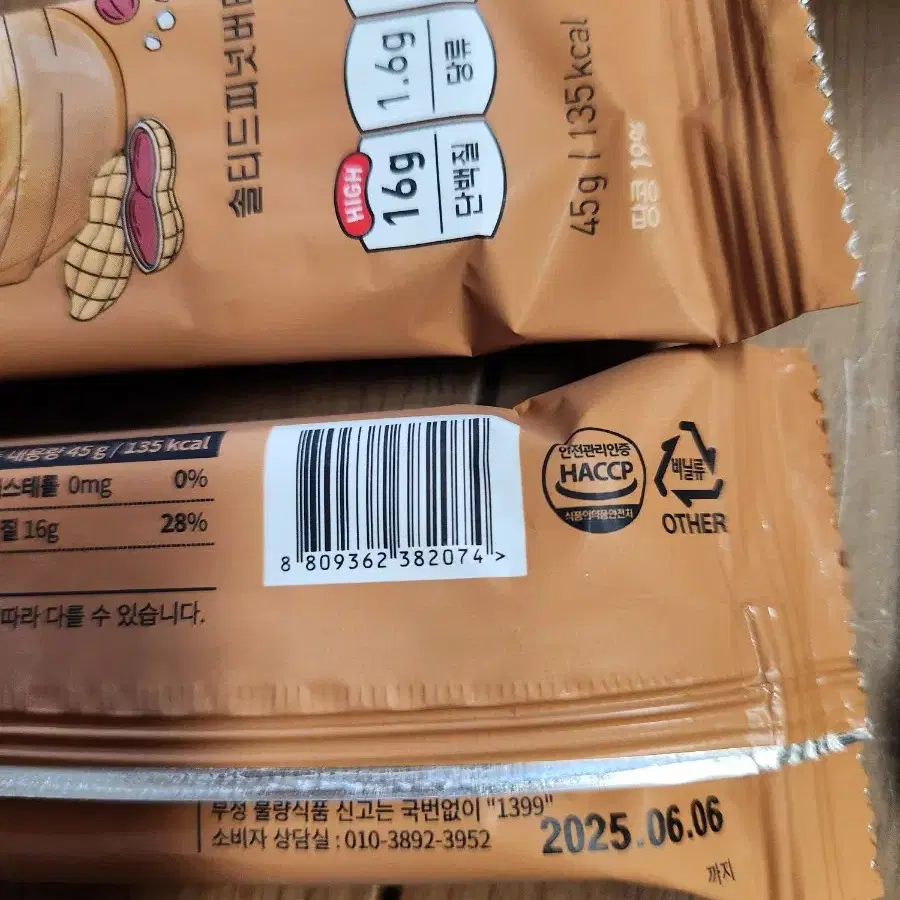 솔티드피넛버
1.6g
당류
HIGH
16g
단백질
45g | 135kcal
땅콩 19%
내용량 45g / 135 kcal
스테롤 0mg 0%
질 16g 28%
따라 다를 수 있습니다.
8 809362 382074 >
안전관리인증
HACCP
식품의약품안전처
비닐류
OTHER
부정 불량식품 신고는 국번없이 "1399"
소비자 상담실 : 010-3892-3952
2025.06.06
까지